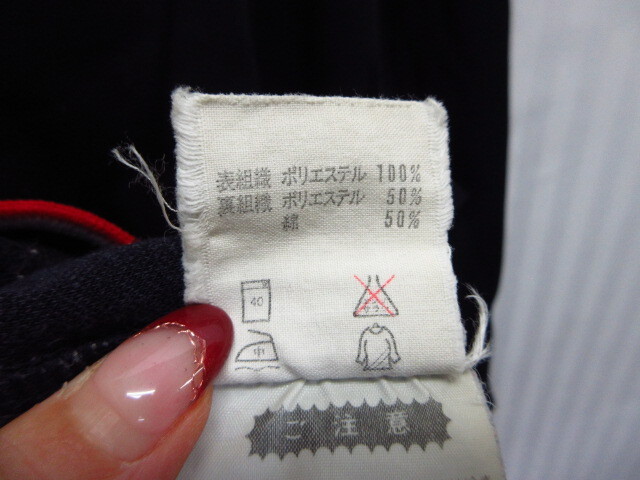 表組織 ポリエステル 100%
裏組織 ポリエステル 50%
綿 50%
40
中
ご注意